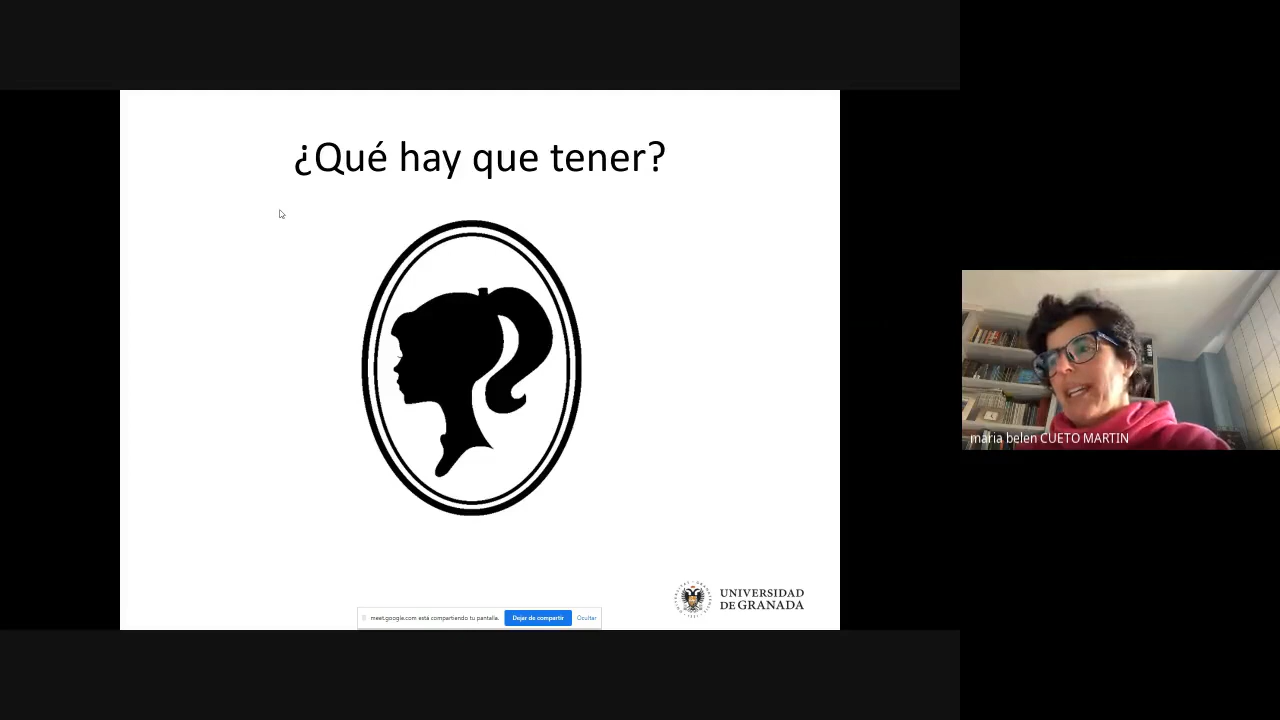 ¿Qué hay que tener?
maria belen CUETO MARTIN
UNIVERSIDAD
DE GRANADA
meet.google.com está compartiendo tu pantalla.
Dejar de compartir
Ocultar